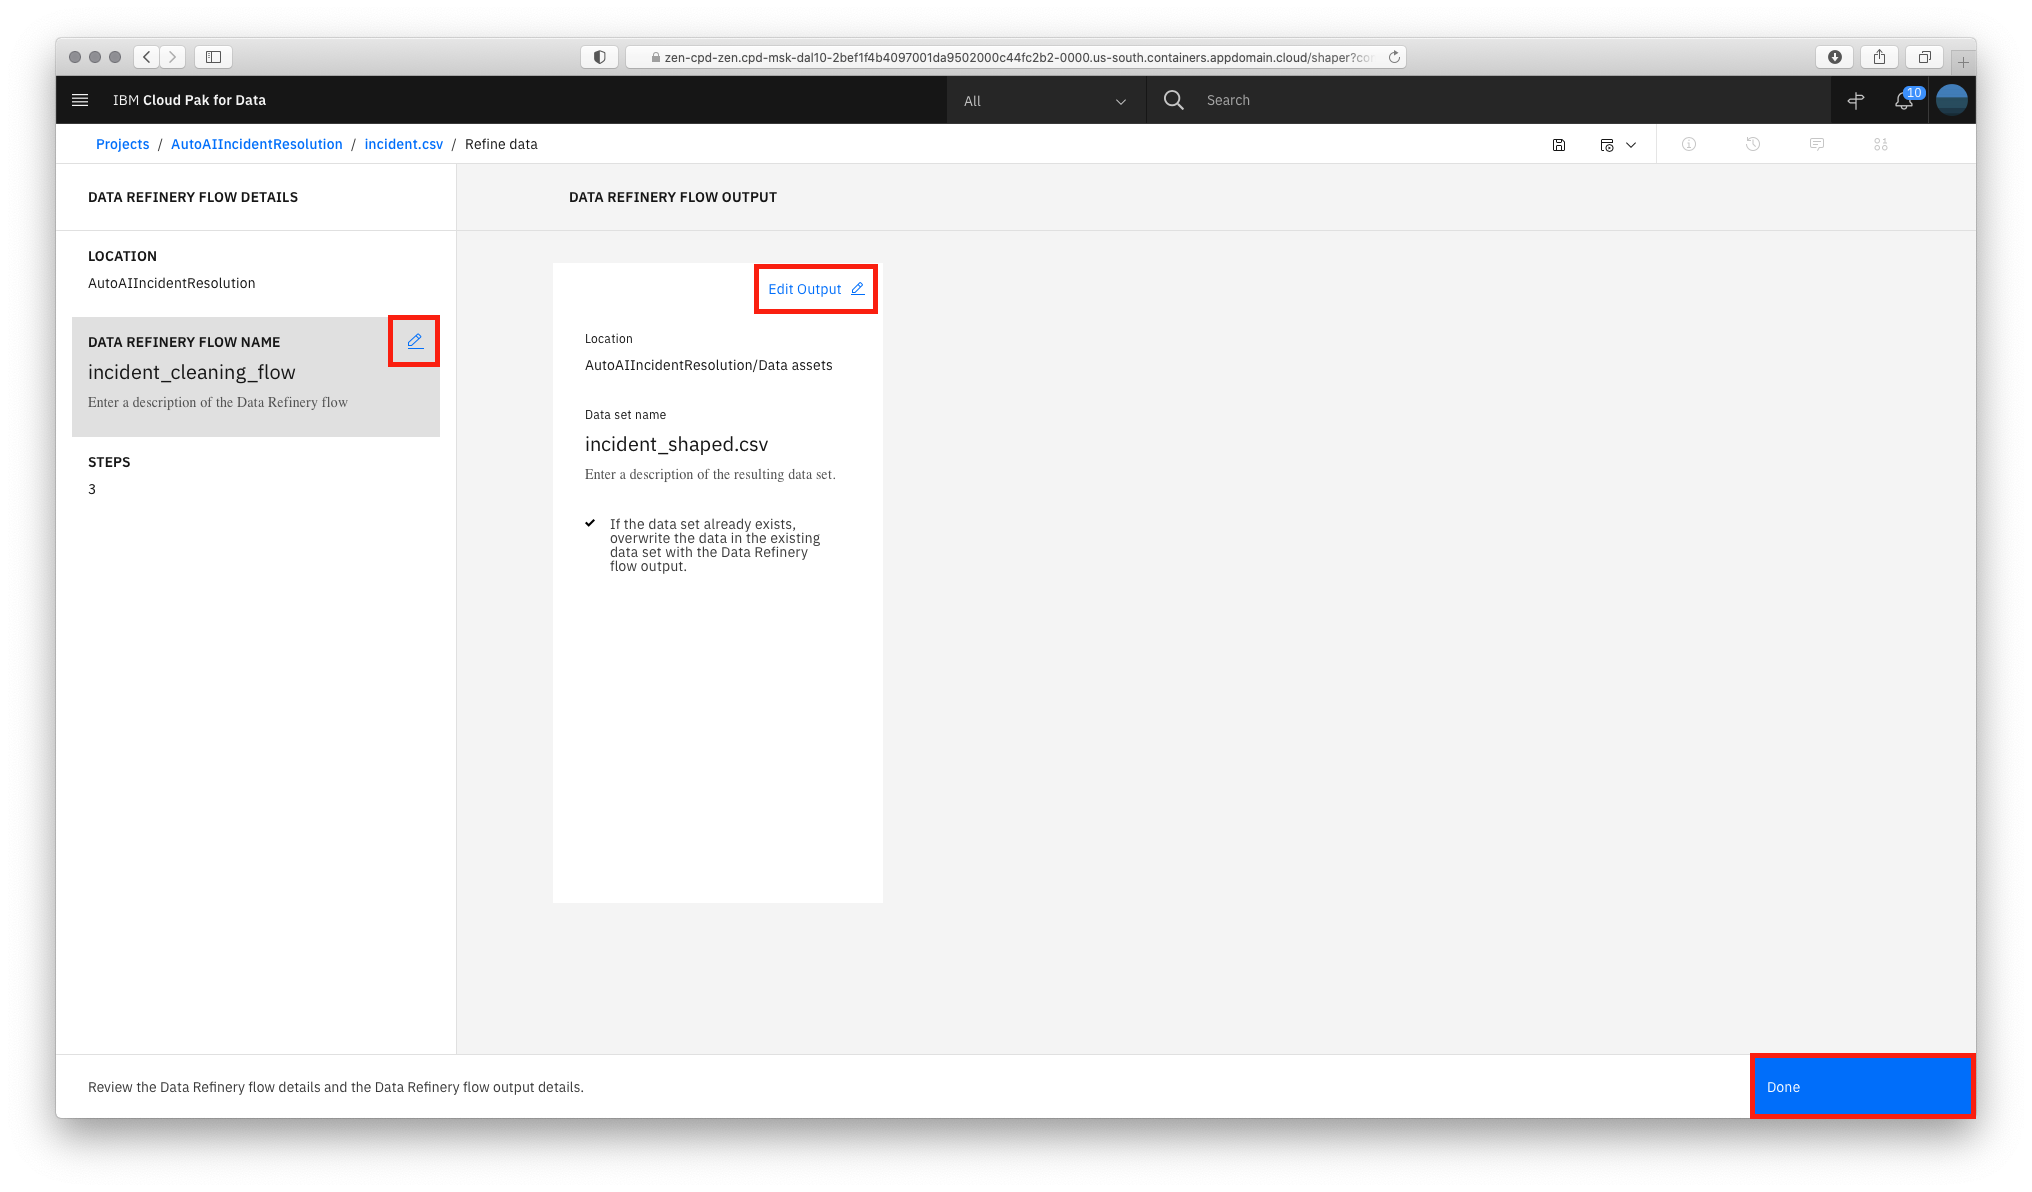 zen-cpd-zen.cpd-msk-dal10-2bef1f4b4097001da9502000c44fc2b2-0000.us-south.containers.appdomain.cloud/shaper?co
IBM Cloud Pak for Data
All
Search
10
Projects / AutoAIIncidentResolution / incident.csv / Refine data
DATA REFINERY FLOW DETAILS
DATA REFINERY FLOW OUTPUT
LOCATION
AutoAIIncidentResolution
DATA REFINERY FLOW NAME
incident_cleaning_flow
Enter a description of the Data Refinery flow
STEPS
3
Edit Output
Location
AutoAIIncidentResolution/Data assets
Data set name
incident_shaped.csv
Enter a description of the resulting data set.
If the data set already exists,
overwrite the data in the existing
data set with the Data Refinery
flow output.
Review the Data Refinery flow details and the Data Refinery flow output details.
Done